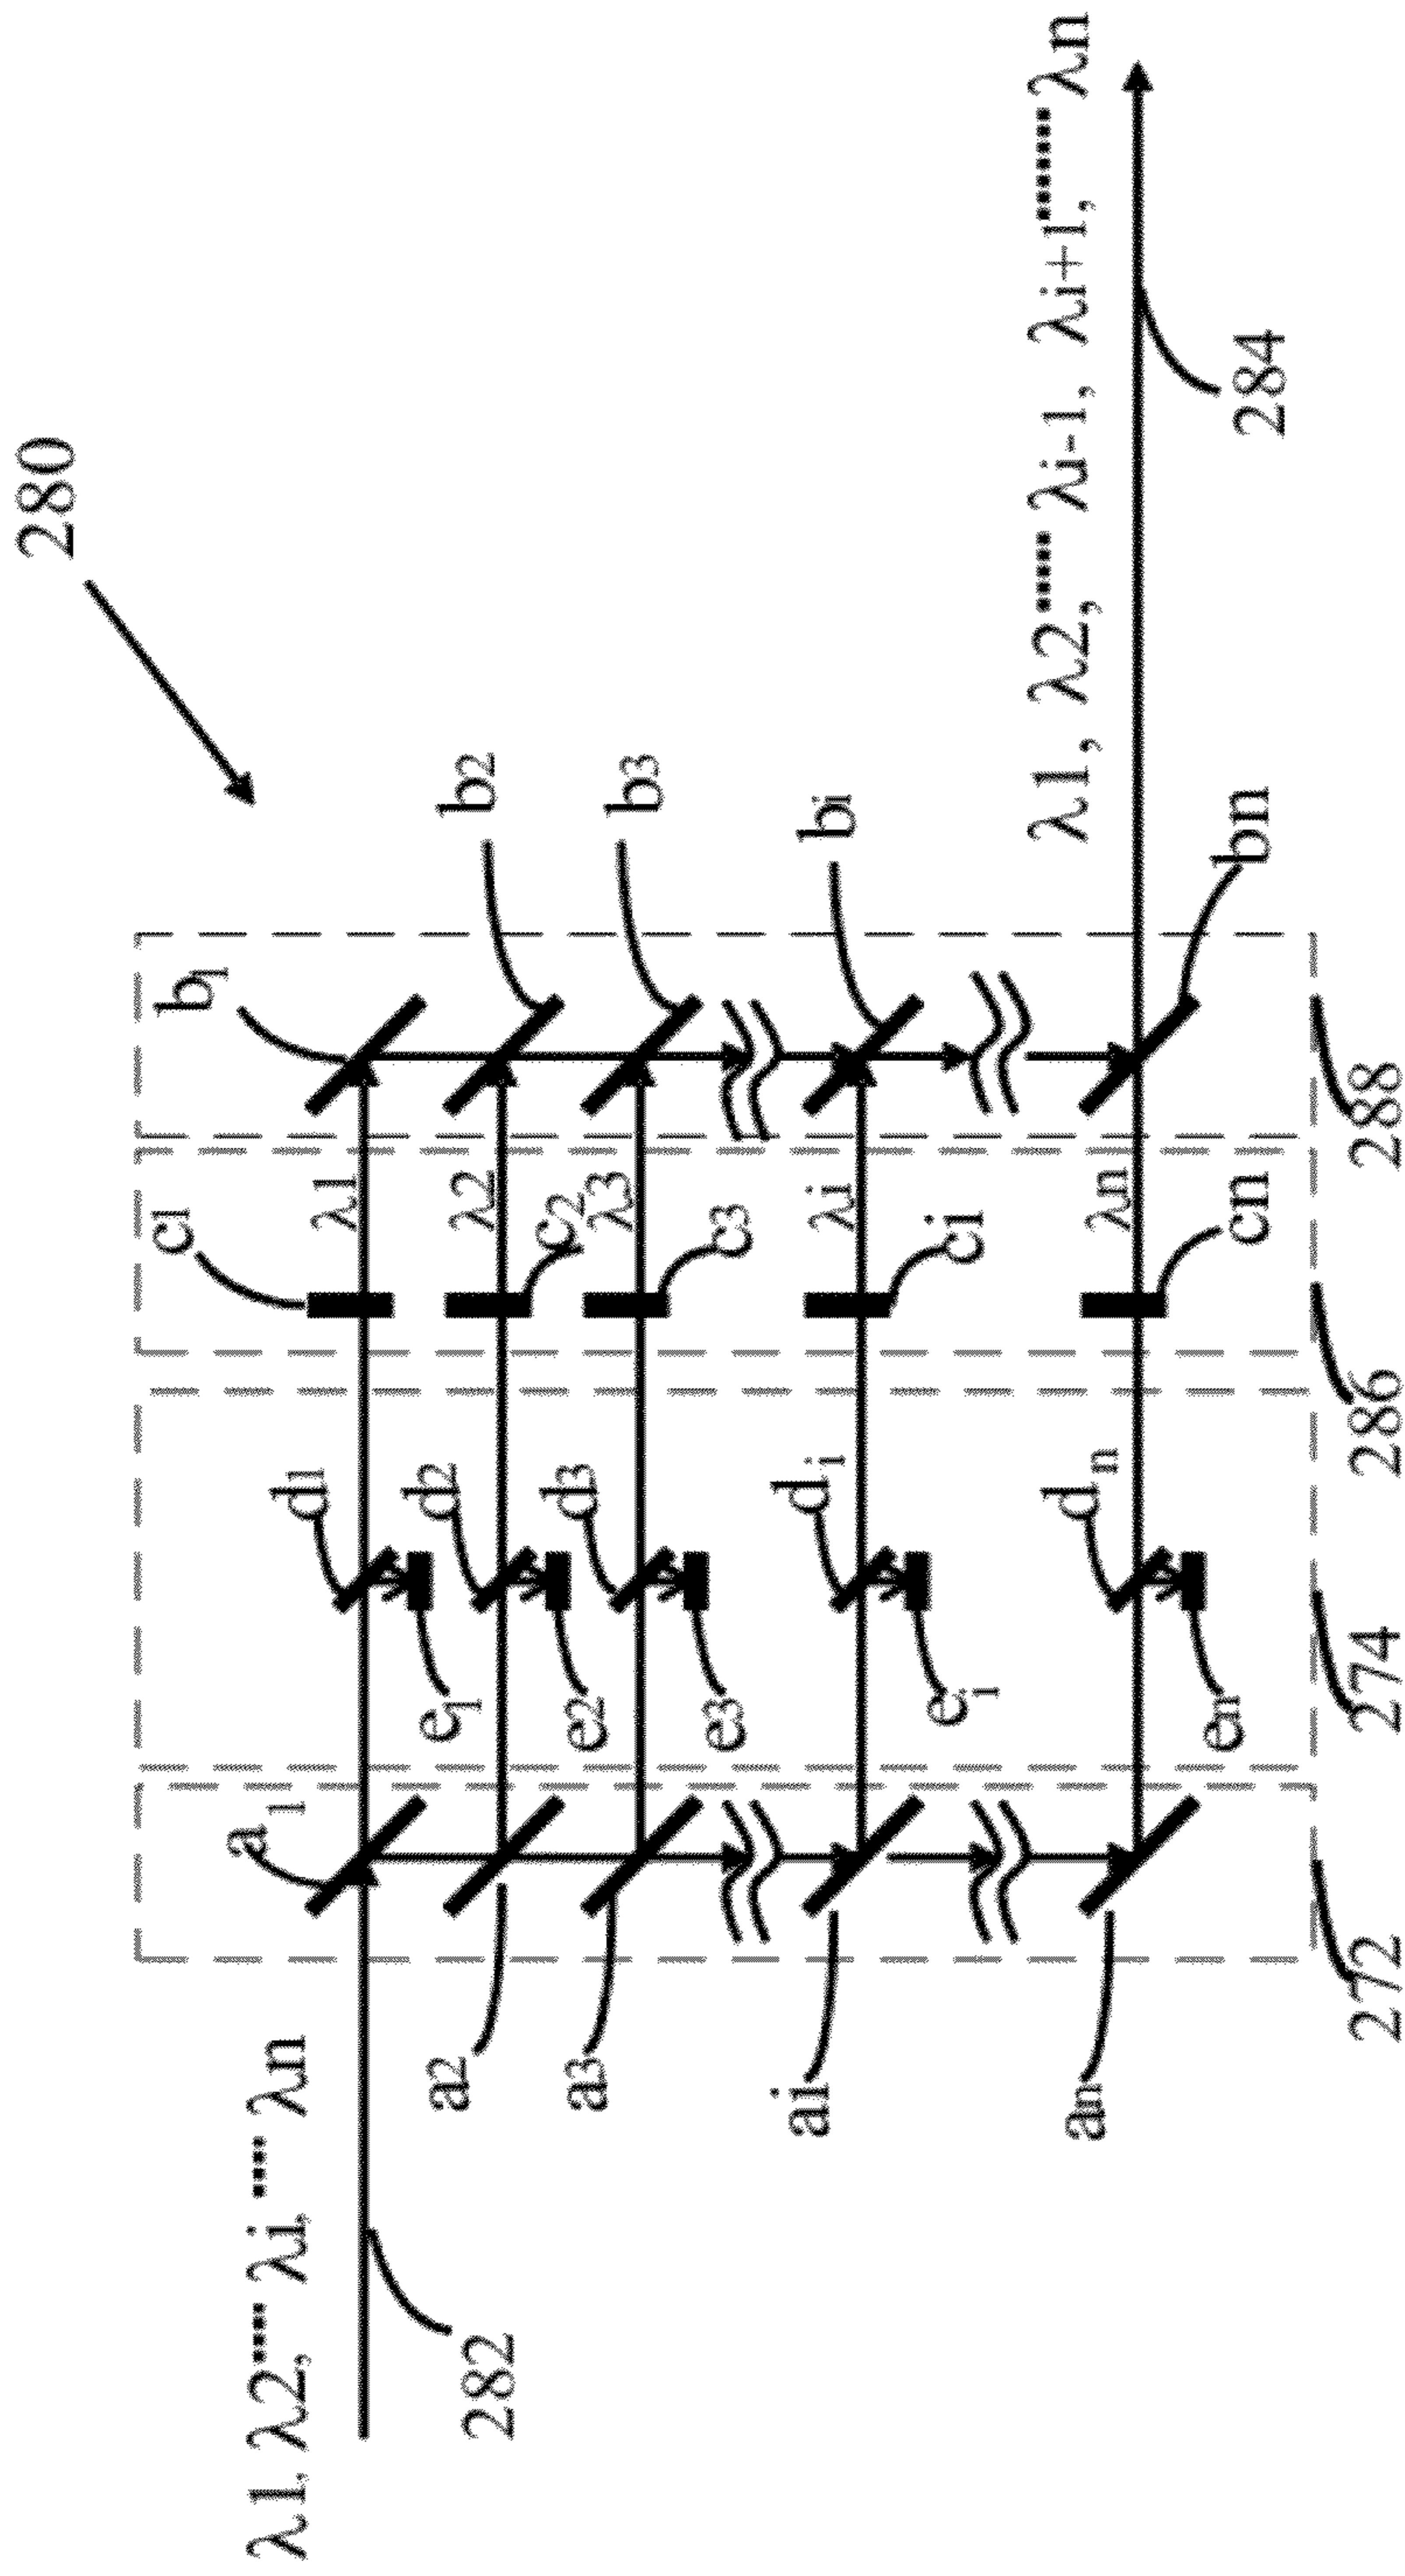 280
λ1, λ2, ...... λi, ..... λn
282
a1
a2
a3
ai
an
272
d1
d2
d3
di
dn
e1
e2
e3
ei
en
274
c1
c2
c3
ci
cn
λ1
λ2
λ3
λi
λn
286
b1
b2
b3
bi
bn
288
λ1, λ2, ...... λi-1, λi+1, ........ λn
284